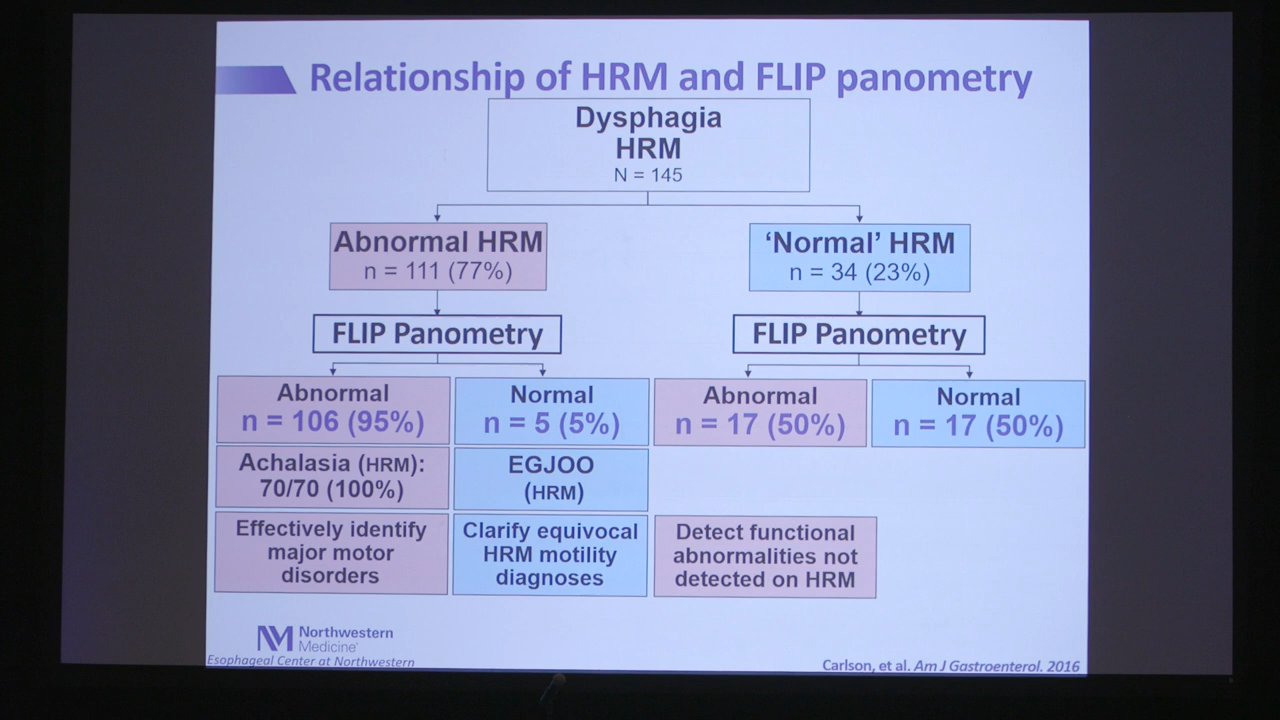 Relationship of HRM and FLIP panometry
Dysphagia
HRM
N = 145
Abnormal HRM
n = 111 (77%)
‘Normal’ HRM
n = 34 (23%)
FLIP Panometry
FLIP Panometry
Abnormal
n = 106 (95%)
Normal
n = 5 (5%)
Abnormal
n = 17 (50%)
Normal
n = 17 (50%)
Achalasia (HRM):
70/70 (100%)
EGJOO
(HRM)
Effectively identify
major motor
disorders
Clarify equivocal
HRM motility
diagnoses
Detect functional
abnormalities not
detected on HRM
NM Northwestern
Medicine
Esophageal Center at Northwestern
Carlson, et al. Am J Gastroenterol. 2016